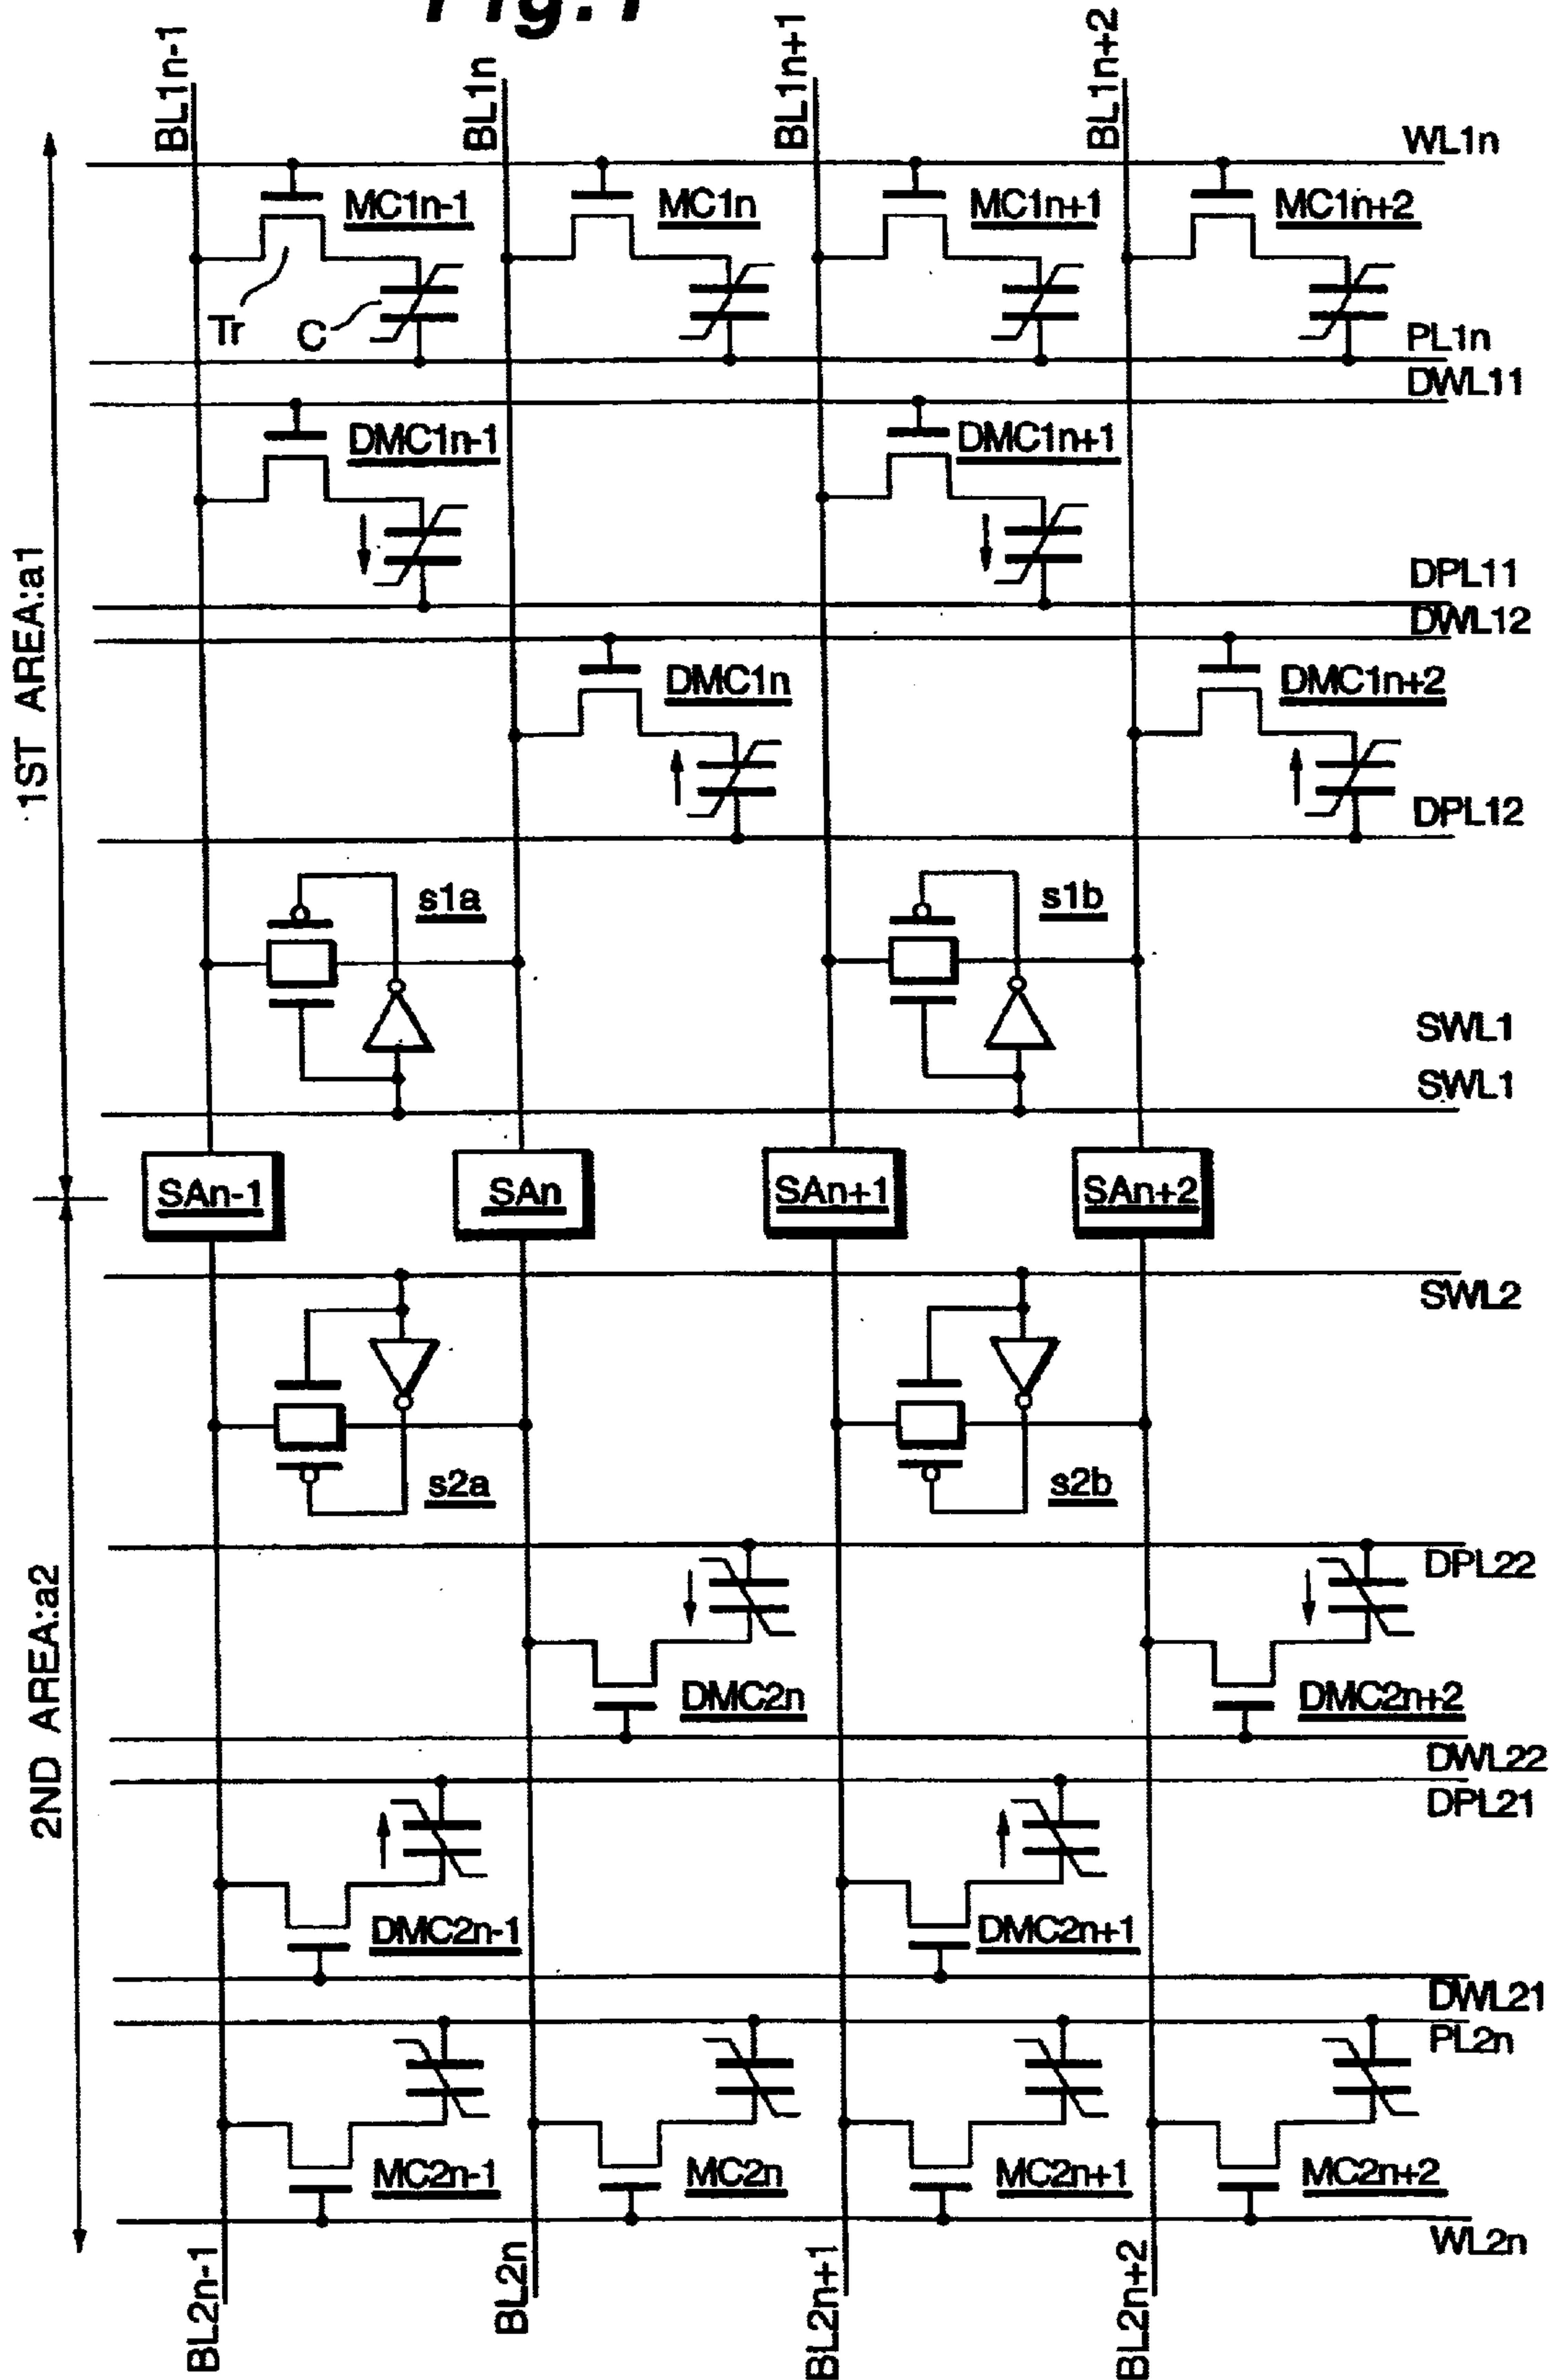 Fig. 1
BL1n-1
BL1n
BL1n+1
BL1n+2
WL1n
MC1n-1
MC1n
MC1n+1
MC1n+2
Tr
C
PL1n
DWL11
DMC1n-1
DMC1n+1
DPL11
DWL12
DMC1n
DMC1n+2
DPL12
1ST AREA:a1
s1a
s1b
SWL1
SWL1
SAn-1
SAn
SAn+1
SAn+2
SWL2
s2a
s2b
DPL22
DMC2n
DMC2n+2
DWL22
DPL21
2ND AREA:a2
DMC2n-1
DMC2n+1
DWL21
PL2n
MC2n-1
MC2n
MC2n+1
MC2n+2
WL2n
BL2n-1
BL2n
BL2n+1
BL2n+2